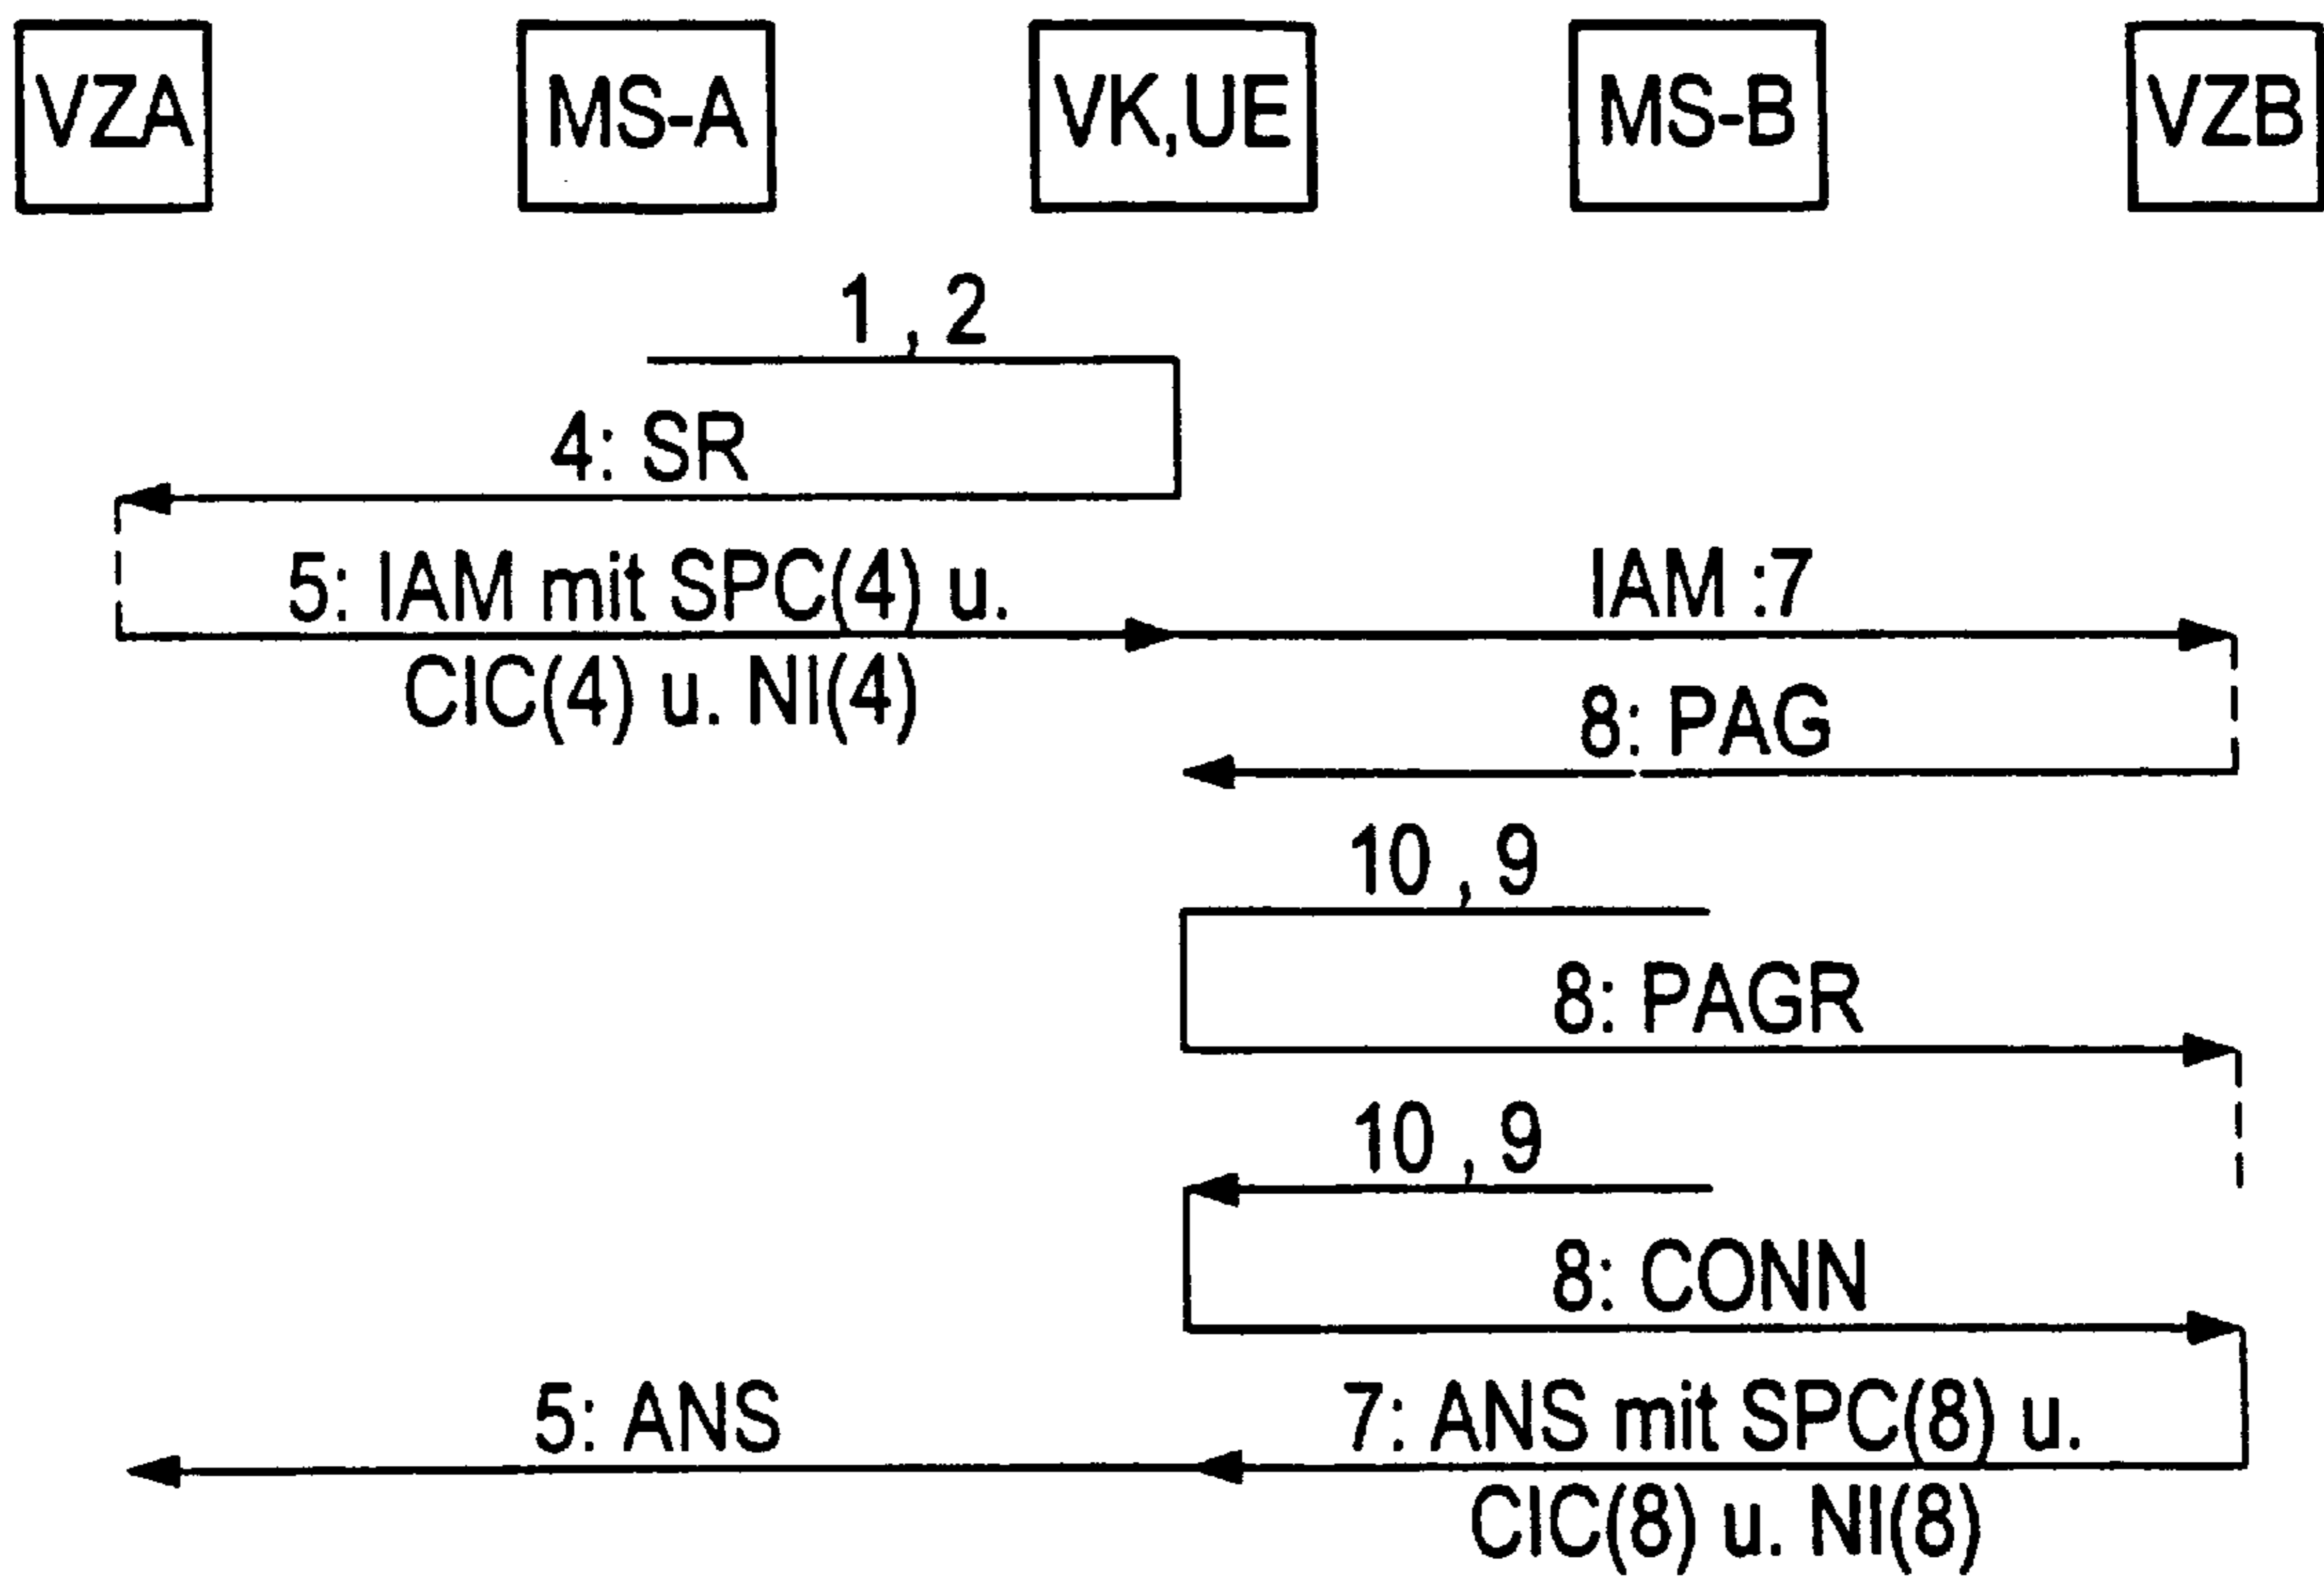 VZA
MS-A
VK,UE
MS-B
VZB
1 , 2
4: SR
5: IAM mit SPC(4) u.
IAM :7
CIC(4) u. NI(4)
8: PAG
10 , 9
8: PAGR
10 , 9
8: CONN
5: ANS
7: ANS mit SPC(8) u.
CIC(8) u. NI(8)